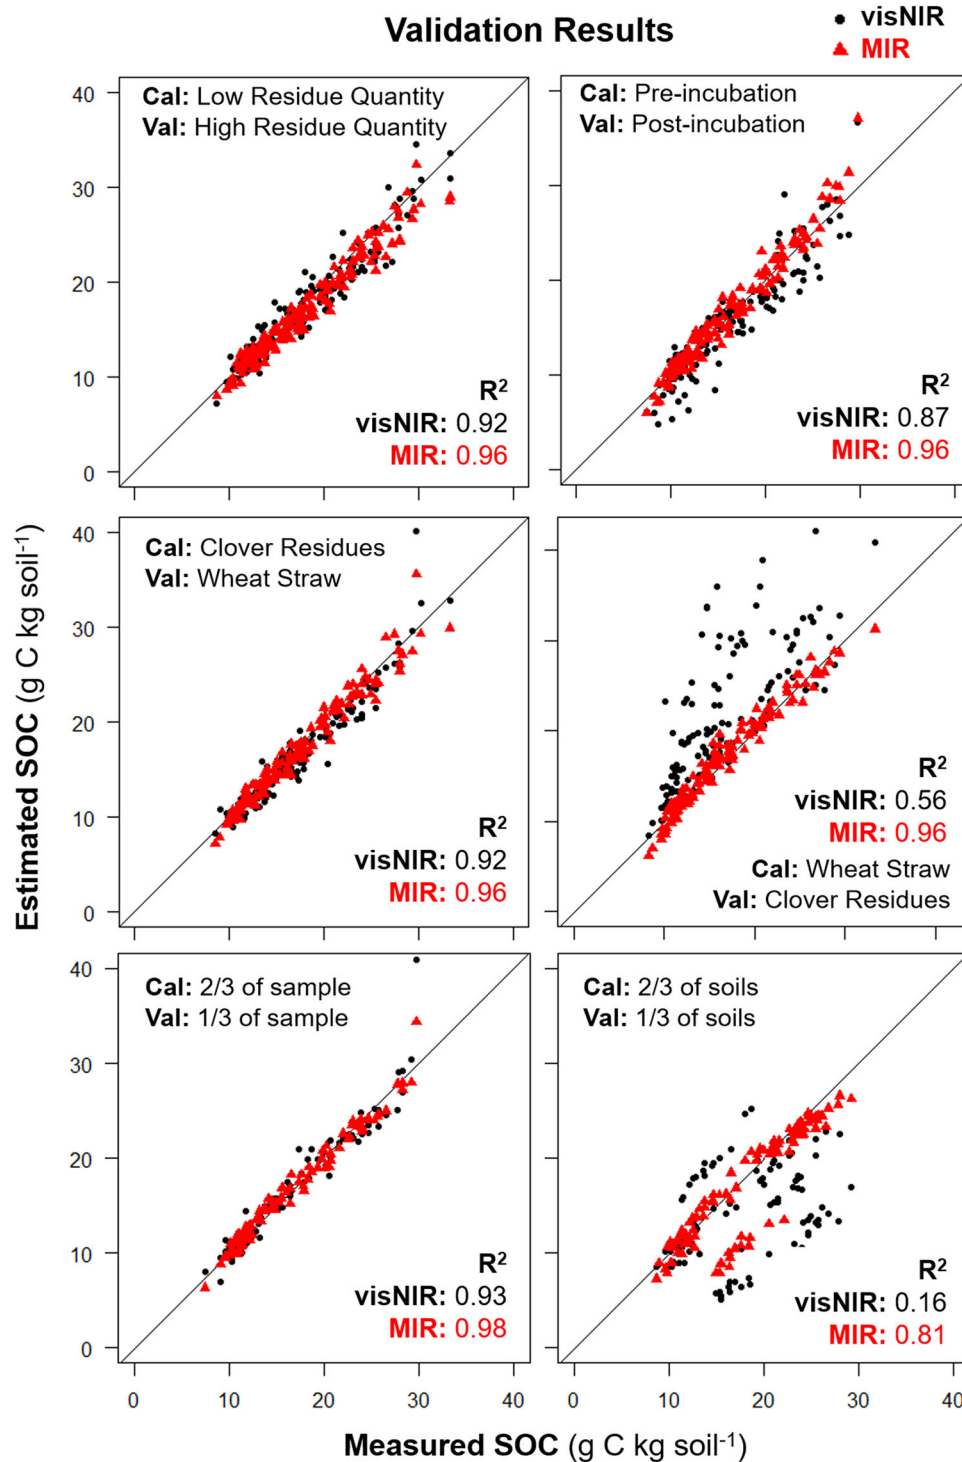 Validation Results
visNIR
MIR
Cal: Low Residue Quantity
Val: High Residue Quantity
R²
visNIR: 0.92
MIR: 0.96
40
30
20
10
0
Cal: Pre-incubation
Val: Post-incubation
R²
visNIR: 0.87
MIR: 0.96
Cal: Clover Residues
Val: Wheat Straw
R²
visNIR: 0.92
MIR: 0.96
40
30
20
10
0
R²
visNIR: 0.56
MIR: 0.96
Cal: Wheat Straw
Val: Clover Residues
Cal: 2/3 of sample
Val: 1/3 of sample
R²
visNIR: 0.93
MIR: 0.98
40
30
20
10
0
0 10 20 30 40
Cal: 2/3 of soils
Val: 1/3 of soils
R²
visNIR: 0.16
MIR: 0.81
0 10 20 30 40
Estimated SOC (g C kg soil⁻¹)
Measured SOC (g C kg soil⁻¹)